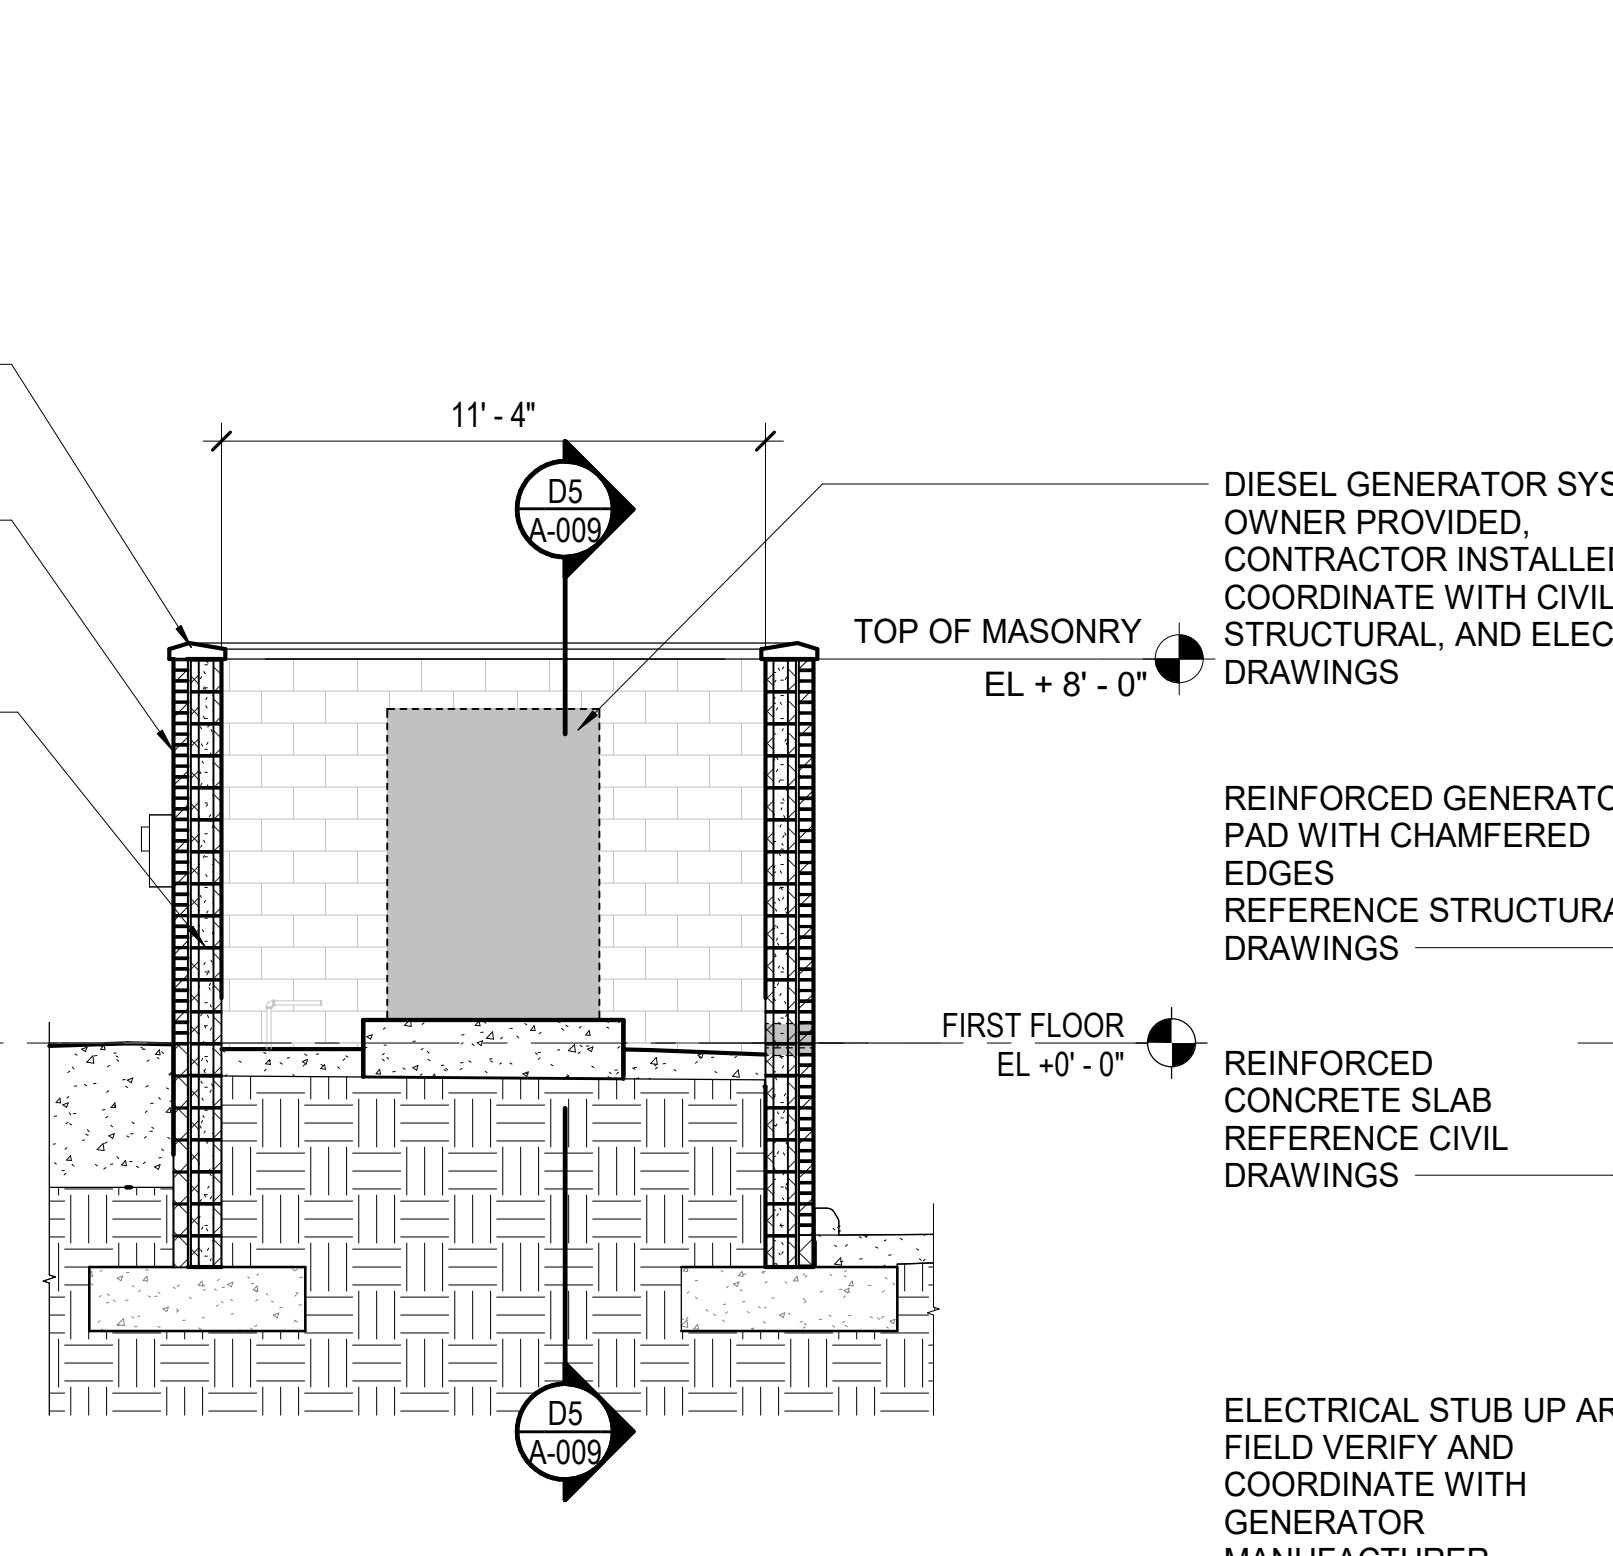 11' - 4"
D5
A-009
DIESEL GENERATOR SYS
OWNER PROVIDED,
CONTRACTOR INSTALLED
COORDINATE WITH CIVIL
STRUCTURAL, AND ELEC
DRAWINGS
TOP OF MASONRY
EL + 8' - 0"
REINFORCED GENERATO
PAD WITH CHAMFERED
EDGES
REFERENCE STRUCTURA
DRAWINGS
FIRST FLOOR
EL +0' - 0"
REINFORCED
CONCRETE SLAB
REFERENCE CIVIL
DRAWINGS
D5
A-009
ELECTRICAL STUB UP AR
FIELD VERIFY AND
COORDINATE WITH
GENERATOR
MANUFACTURER